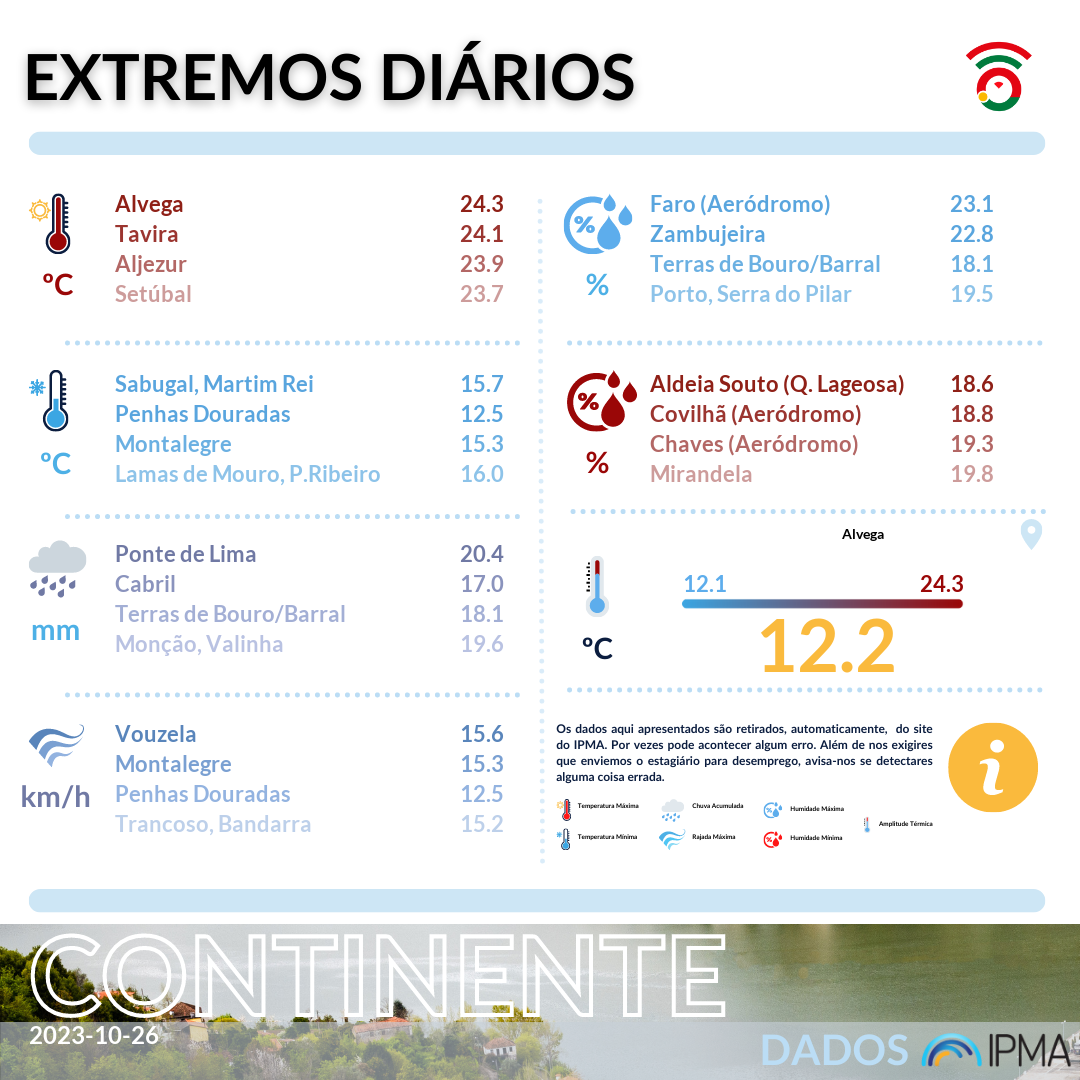 EXTREMOS DIÁRIOS
ºC
Alvega 24.3
Tavira 24.1
Aljezur 23.9
Setúbal 23.7
%
Faro (Aeródromo) 23.1
Zambujeira 22.8
Terras de Bouro/Barral 18.1
Porto, Serra do Pilar 19.5
ºC
Sabugal, Martim Rei 15.7
Penhas Douradas 12.5
Montalegre 15.3
Lamas de Mouro, P.Ribeiro 16.0
%
Aldeia Souto (Q. Lageosa) 18.6
Covilhã (Aeródromo) 18.8
Chaves (Aeródromo) 19.3
Mirandela 19.8
mm
Ponte de Lima 20.4
Cabril 17.0
Terras de Bouro/Barral 18.1
Monção, Valinha 19.6
Alvega
12.1 24.3
ºC
12.2
km/h
Vouzela 15.6
Montalegre 15.3
Penhas Douradas 12.5
Trancoso, Bandarra 15.2
Os dados aqui apresentados são retirados, automaticamente, do site
do IPMA. Por vezes pode acontecer algum erro. Além de nos exigires
que enviemos o estagiário para desemprego, avisa-nos se detectares
alguma coisa errada.
i
Temperatura Máxima Chuva Acumulada Humidade Máxima
Amplitude Térmica
Temperatura Mínima Rajada Máxima Humidade Mínima
CONTINENTE
2023-10-26
DADOS IPMA